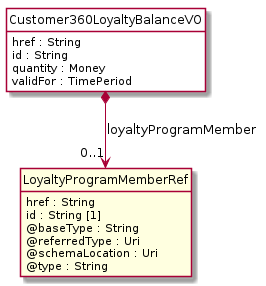 Customer360LoyaltyBalanceVO
href : String
id : String
quantity : Money
validFor : TimePeriod
loyaltyProgramMember
0..1
LoyaltyProgramMemberRef
href : String
id : String [1]
@baseType : String
@referredType : Uri
@schemaLocation : Uri
@type : String